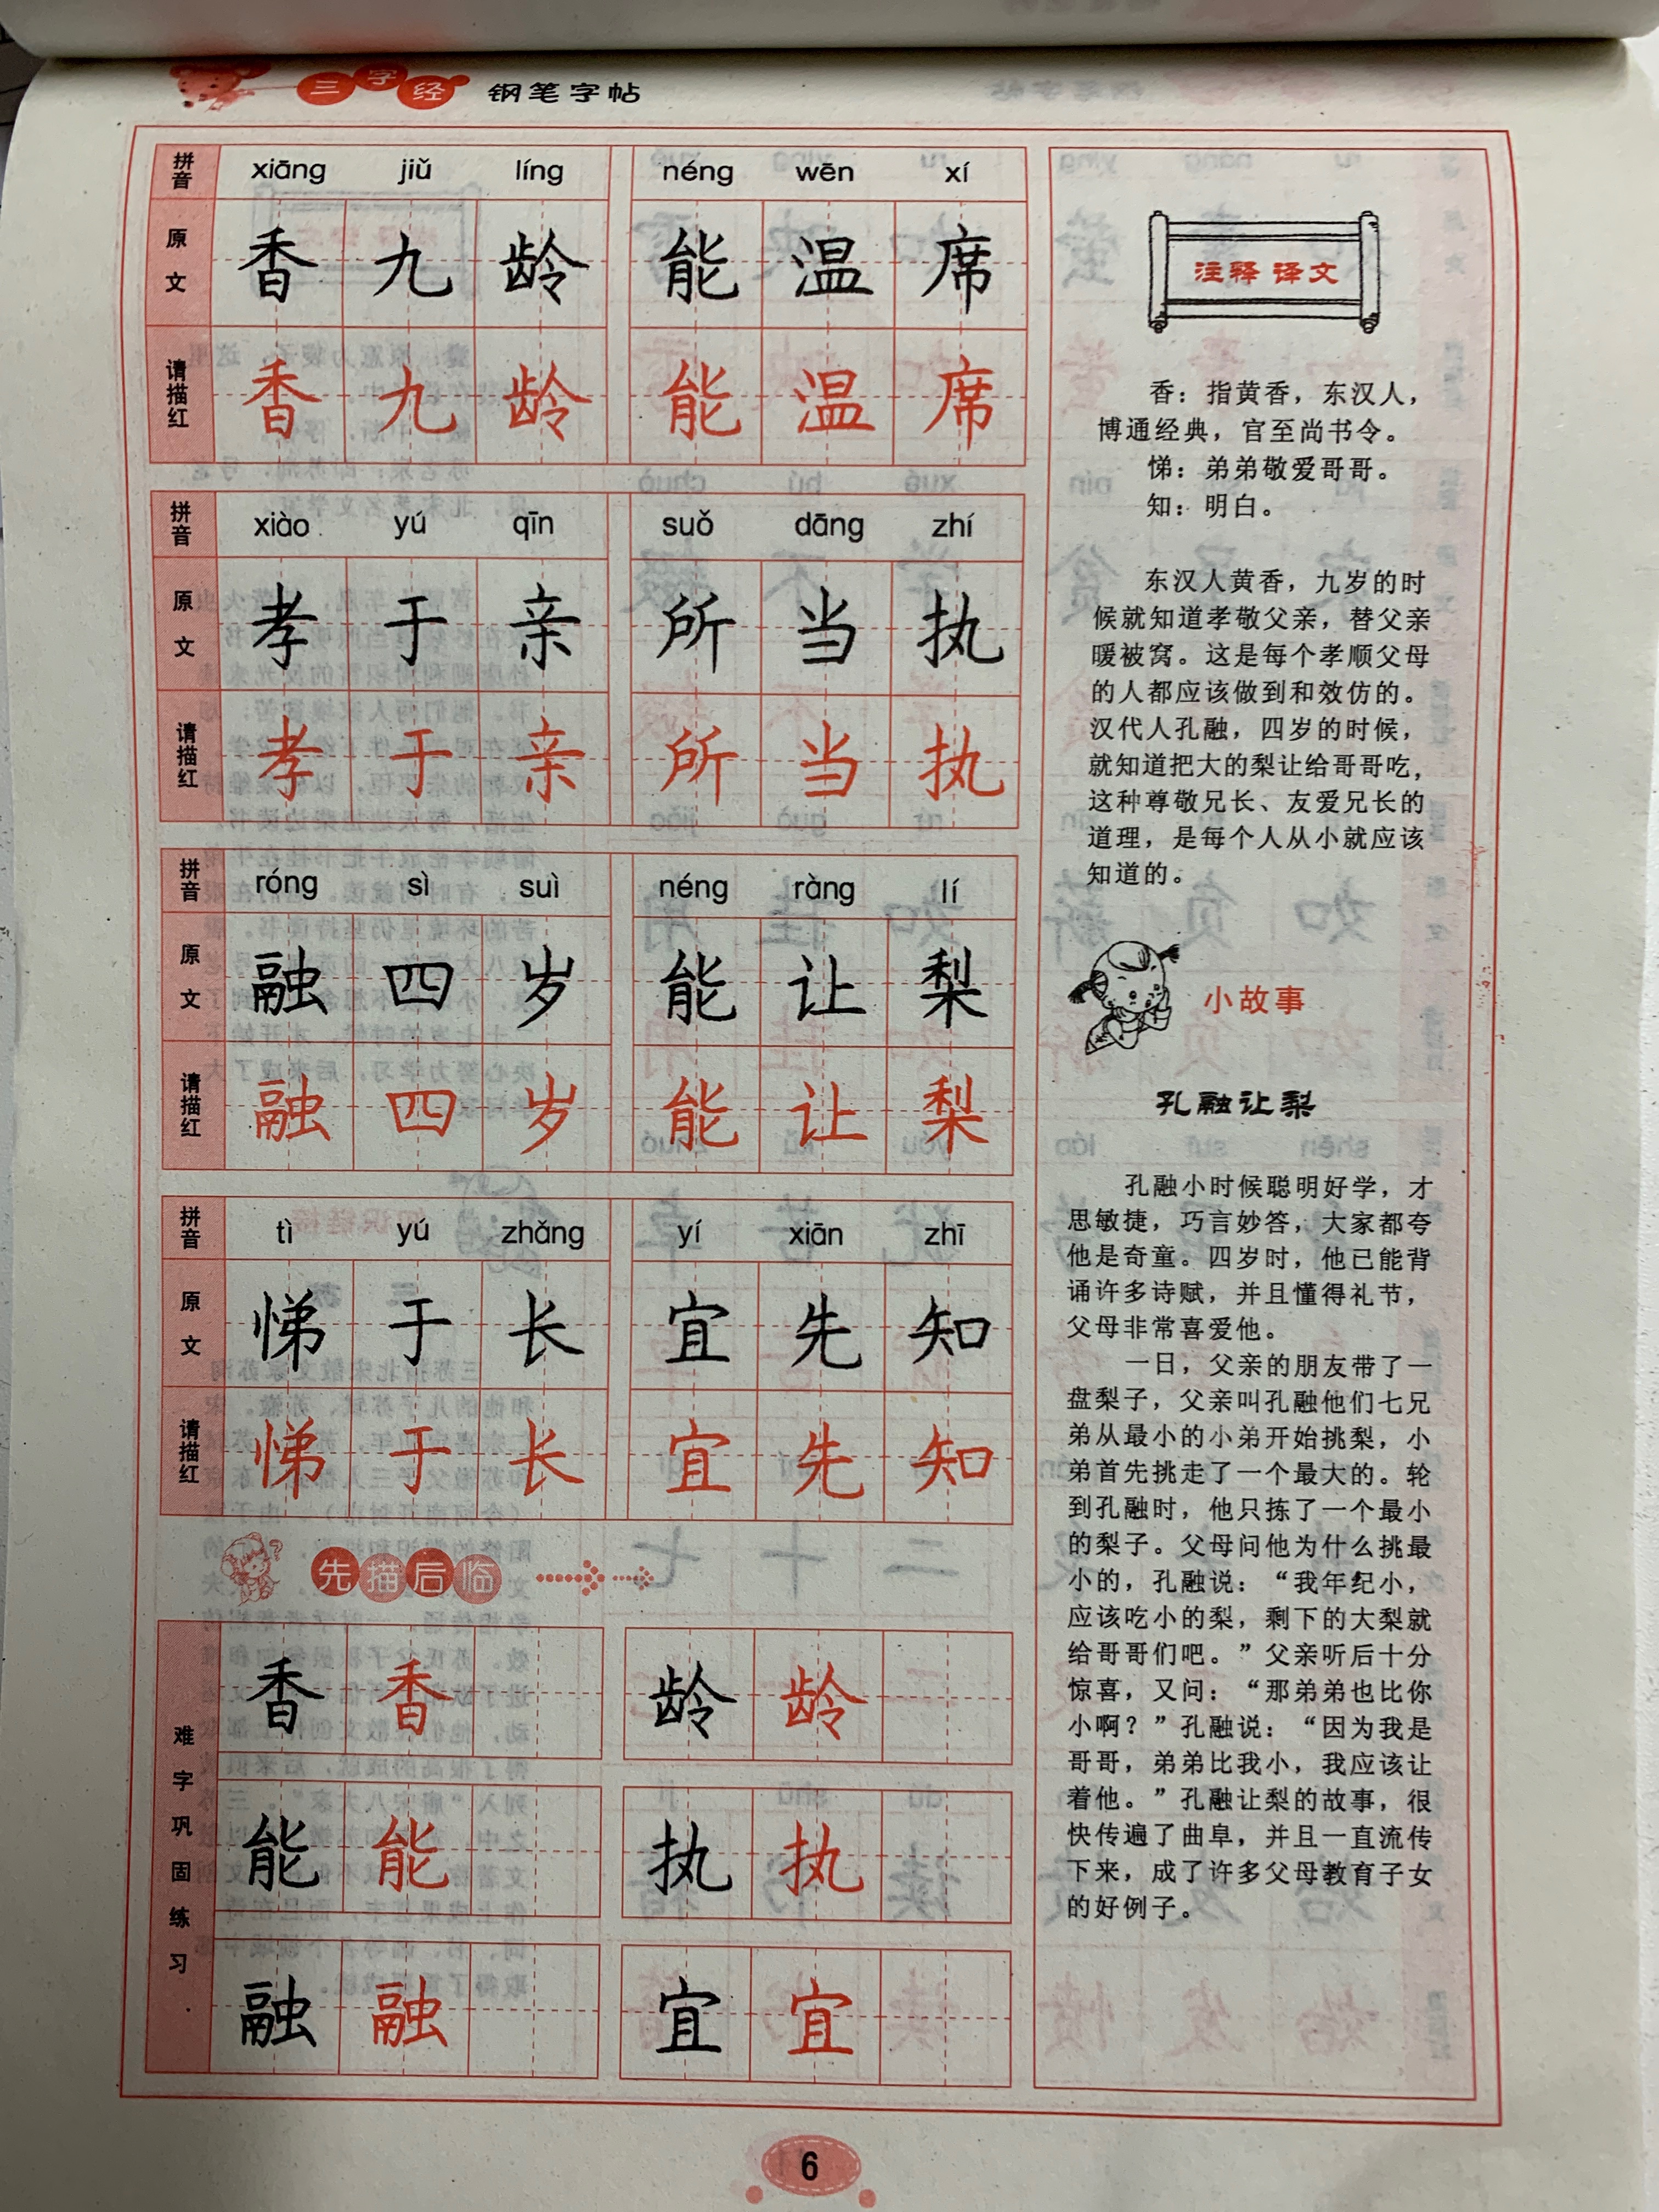 三字经 钢笔字帖
拼音 xiāng jiǔ líng néng wēn xí
原文 香九龄 能温席
请描红 香九龄 能温席
拼音 xiào yú qīn suǒ dāng zhí
原文 孝于亲 所当执
请描红 孝于亲 所当执
拼音 róng sì suì néng ràng lí
原文 融四岁 能让梨
请描红 融四岁 能让梨
拼音 tì yú zhǎng yí xiān zhī
原文 悌于长 宜先知
请描红 悌于长 宜先知
先描后临
难字巩固练习
香 香 龄 龄
能 能 执 执
融 融 宜 宜
注释 译文
香：指黄香，东汉人，
博通经典，官至尚书令。
悌：弟弟敬爱哥哥。
知：明白。
东汉人黄香，九岁的时
候就知道孝敬父亲，替父亲
暖被窝。这是每个孝顺父母
的人都应该做到和效仿的。
汉代人孔融，四岁的时候，
就知道把大的梨让给哥哥吃，
这种尊敬兄长、友爱兄长的
道理，是每个人从小就应该
知道的。
小故事
孔融让梨
孔融小时候聪明好学，才
思敏捷，巧言妙答，大家都夸
他是奇童。四岁时，他已能背
诵许多诗赋，并且懂得礼节，
父母非常喜爱他。
一日，父亲的朋友带了一
盘梨子，父亲叫孔融他们七兄
弟从最小的小弟开始挑梨，小
弟首先挑走了一个最大的。轮
到孔融时，他只拣了一个最小
的梨子。父母问他为什么挑最
小的，孔融说：“我年纪小，
应该吃小的梨，剩下的大梨就
给哥哥们吧。”父亲听后十分
惊喜，又问：“那弟弟也比你
小啊？”孔融说：“因为我是
哥哥，弟弟比我小，我应该让
着他。”孔融让梨的故事，很
快传遍了曲阜，并且一直流传
下来，成了许多父母教育子女
的好例子。
6